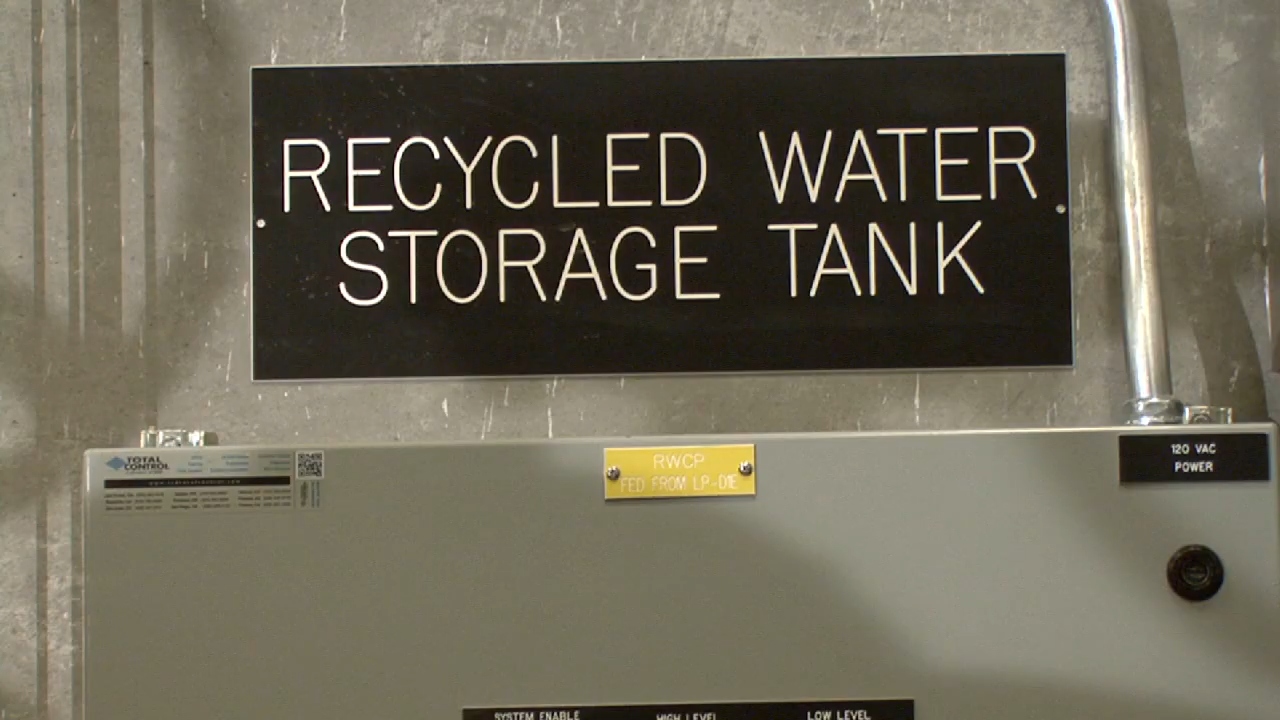 RECYCLED WATER
STORAGE TANK
TOTAL
CONTROL
RWCP
FED FROM LP-D1E
120 VAC
POWER
SYSTEM ENABLE HIGH LEVEL LOW LEVEL